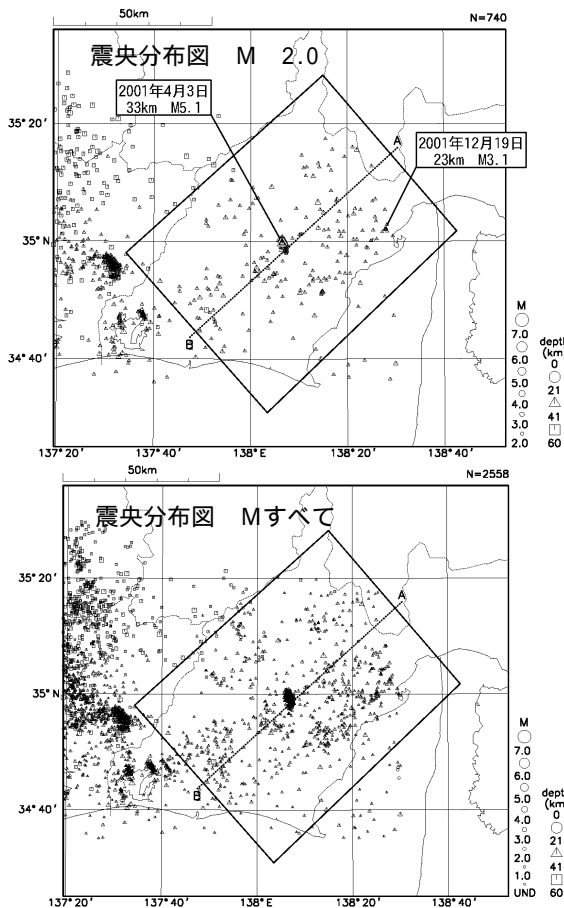 50km
N=740
震央分布図 M 2.0
2001年4月3日
33km M5.1
2001年12月19日
23km M3.1
A
B
35°20′
35°N
34°40′
137°20′
137°40′
138°E
138°20′
138°40′
M
7.0
6.0
5.0
4.0
3.0
2.0
depth
(km)
0
21
41
60
50km
N=2558
震央分布図 Mすべて
A
B
35°20′
35°N
34°40′
137°20′
137°40′
138°E
138°20′
138°40′
M
7.0
6.0
5.0
4.0
3.0
2.0
1.0
UND
depth
(km)
0
21
41
60